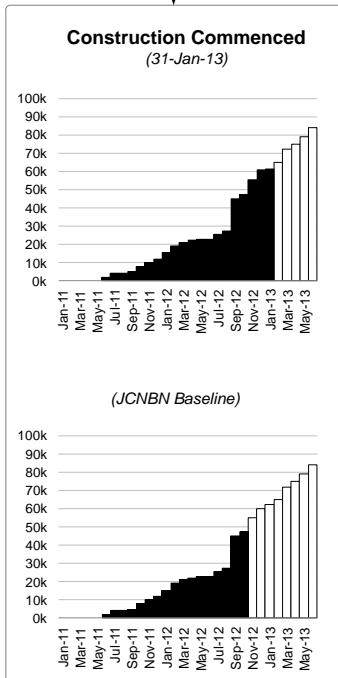 Construction Commenced
(31-Jan-13)
100k
90k
80k
70k
60k
50k
40k
30k
20k
10k
0k
Jan-11
Mar-11
May-11
Jul-11
Sep-11
Nov-11
Jan-12
Mar-12
May-12
Jul-12
Sep-12
Nov-12
Jan-13
Mar-13
May-13
(JCNBN Baseline)
100k
90k
80k
70k
60k
50k
40k
30k
20k
10k
0k
Jan-11
Mar-11
May-11
Jul-11
Sep-11
Nov-11
Jan-12
Mar-12
May-12
Jul-12
Sep-12
Nov-12
Jan-13
Mar-13
May-13